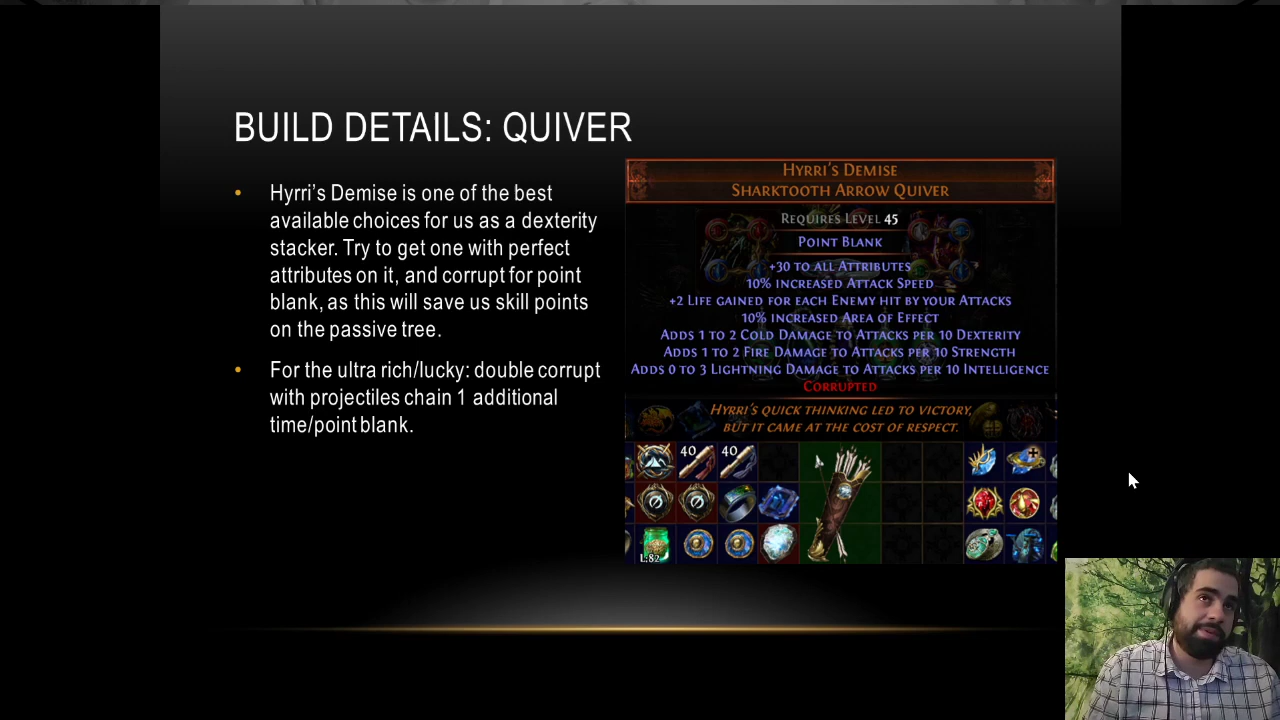 BUILD DETAILS: QUIVER
• Hyrri's Demise is one of the best
available choices for us as a dexterity
stacker. Try to get one with perfect
attributes on it, and corrupt for point
blank, as this will save us skill points
on the passive tree.
• For the ultra rich/lucky: double corrupt
with projectiles chain 1 additional
time/point blank.
HYRRI'S DEMISE
SHARKTOOTH ARROW QUIVER
REQUIRES LEVEL 45
POINT BLANK
+30 TO ALL ATTRIBUTES
10% INCREASED ATTACK SPEED
+2 LIFE GAINED FOR EACH ENEMY HIT BY YOUR ATTACKS
10% INCREASED AREA OF EFFECT
ADDS 1 TO 2 COLD DAMAGE TO ATTACKS PER 10 DEXTERITY
ADDS 1 TO 2 FIRE DAMAGE TO ATTACKS PER 10 STRENGTH
ADDS 0 TO 3 LIGHTNING DAMAGE TO ATTACKS PER 10 INTELLIGENCE
CORRUPTED
HYRRI'S QUICK THINKING LED TO VICTORY,
BUT IT CAME AT THE COST OF RESPECT.
40 40
L:82